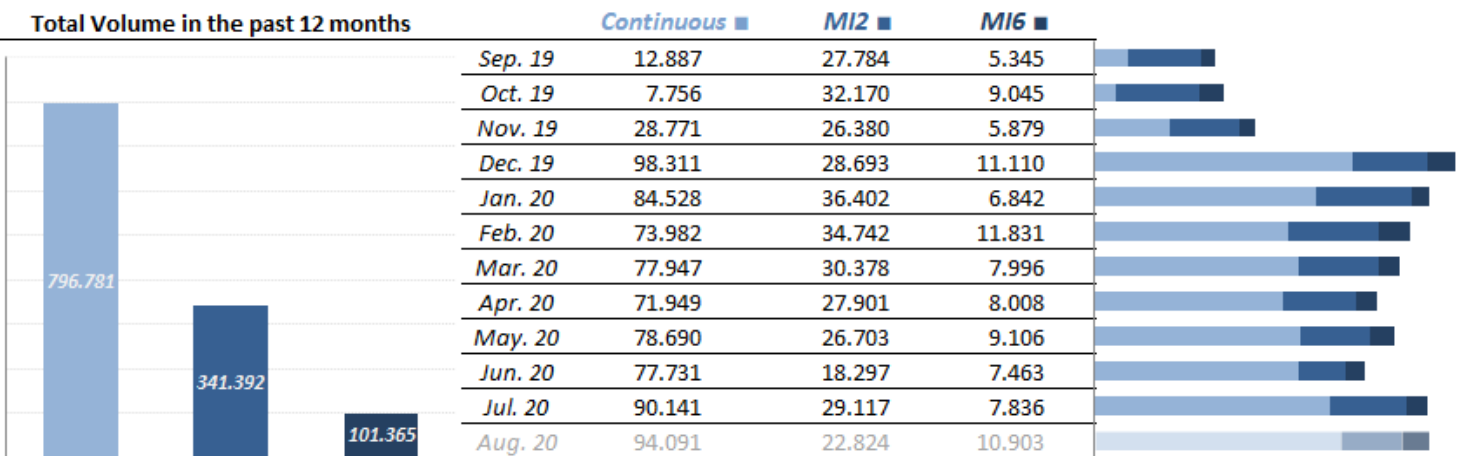 Total Volume in the past 12 months Continuous MI2 MI6
Sep. 19 12.887 27.784 5.345
Oct. 19 7.756 32.170 9.045
Nov. 19 28.771 26.380 5.879
Dec. 19 98.311 28.693 11.110
Jan. 20 84.528 36.402 6.842
Feb. 20 73.982 34.742 11.831
Mar. 20 77.947 30.378 7.996
796.781
Apr. 20 71.949 27.901 8.008
May. 20 78.690 26.703 9.106
Jun. 20 77.731 18.297 7.463
341.392
Jul. 20 90.141 29.117 7.836
101.365
Aug. 20 94.091 22.824 10.903